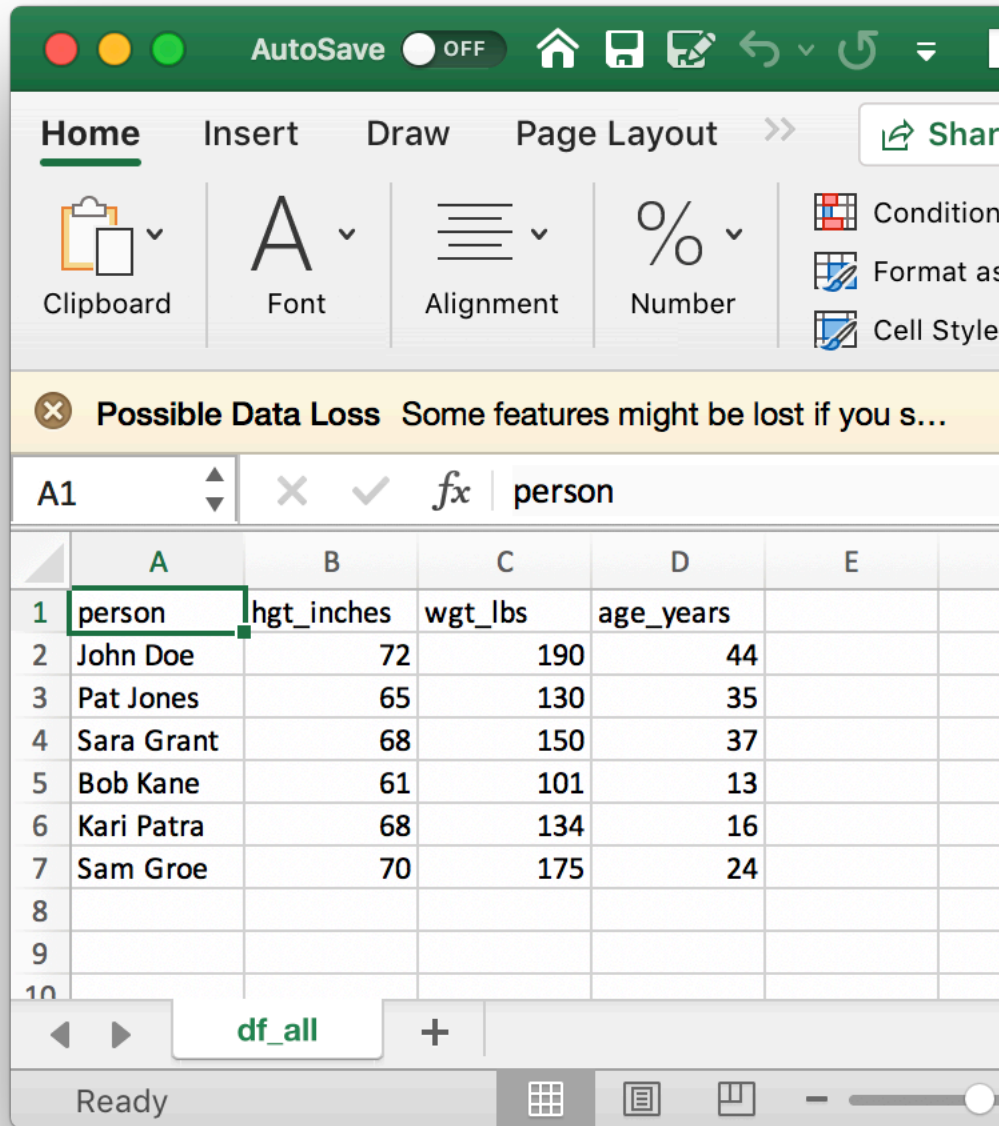 AutoSave OFF
Home Insert Draw Page Layout Shar
Clipboard Font Alignment Number
Condition
Format as
Cell Style
Possible Data Loss Some features might be lost if you s...
A1 fx person
A B C D E
1 person hgt_inches wgt_lbs age_years
2 John Doe 72 190 44
3 Pat Jones 65 130 35
4 Sara Grant 68 150 37
5 Bob Kane 61 101 13
6 Kari Patra 68 134 16
7 Sam Groe 70 175 24
8
9
10
df_all +
Ready